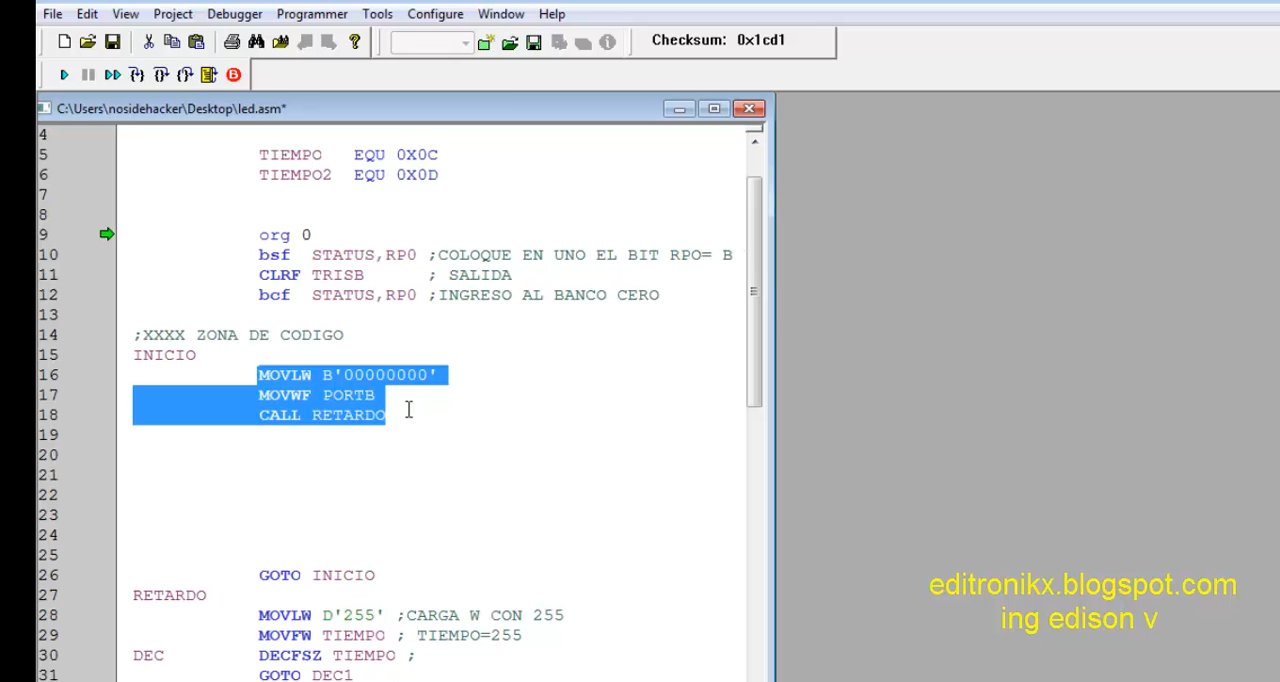 File Edit View Project Debugger Programmer Tools Configure Window Help
Checksum: 0x1cd1
C:\Users\nosidehacker\Desktop\led.asm*
4
5 TIEMPO EQU 0X0C
6 TIEMPO2 EQU 0X0D
7
8
9 org 0
10 bsf STATUS,RP0 ;COLOQUE EN UNO EL BIT RPO= B
11 CLRF TRISB ; SALIDA
12 bcf STATUS,RP0 ;INGRESO AL BANCO CERO
13
14 ;XXXX ZONA DE CODIGO
15 INICIO
16 MOVLW B'00000000'
17 MOVWF PORTB
18 CALL RETARDO
19
20
21
22
23
24
25
26 GOTO INICIO
27 RETARDO
28 MOVLW D'255' ;CARGA W CON 255
29 MOVFW TIEMPO ; TIEMPO=255
30 DEC DECFSZ TIEMPO ;
31 GOTO DEC1
editronikx.blogspot.com
ing edison v